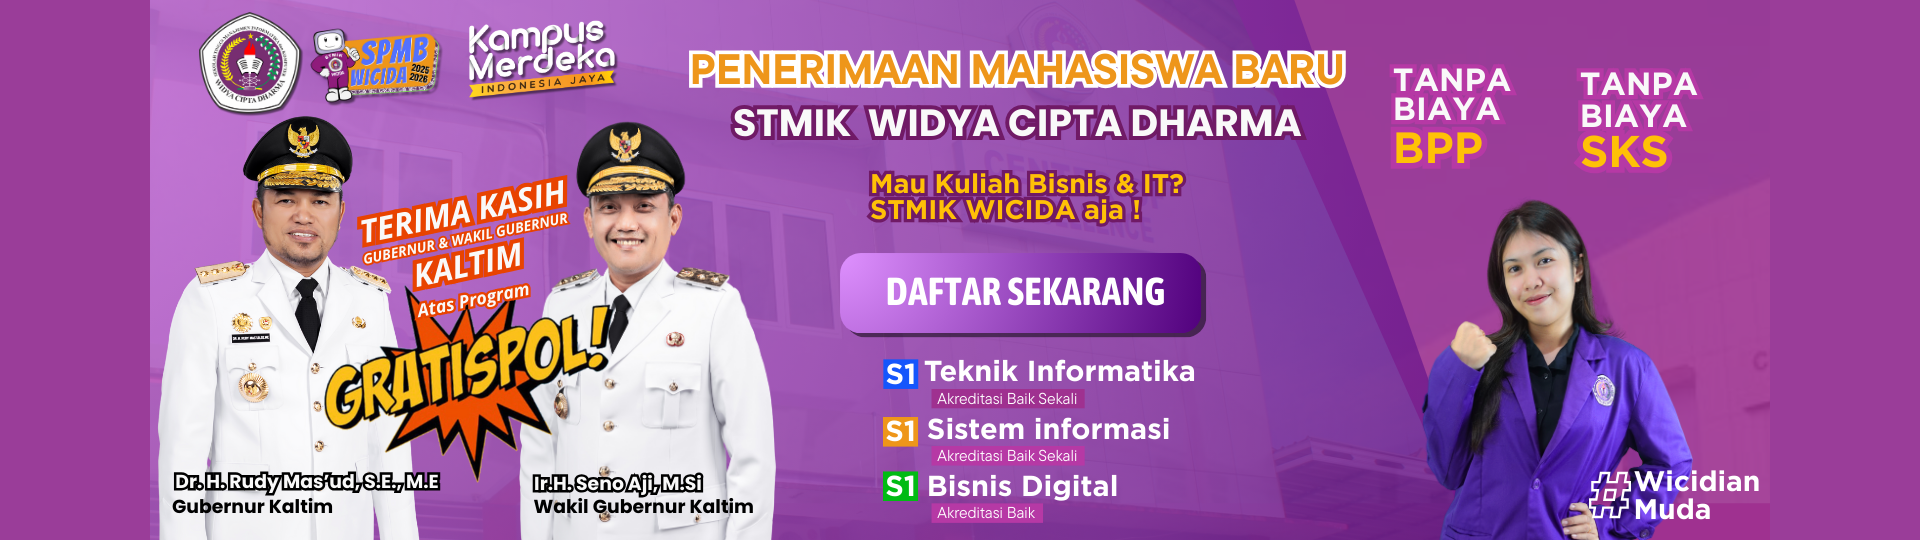 WIDYA CIPTA DHARMA
SPMB
WICIDA
2025
2026
Kampus
Merdeka
INDONESIA JAYA
PENERIMAAN MAHASISWA BARU
STMIK WIDYA CIPTA DHARMA
Mau Kuliah Bisnis & IT?
STMIK WICIDA aja !
DAFTAR SEKARANG
S1 Teknik Informatika
Akreditasi Baik Sekali
S1 Sistem informasi
Akreditasi Baik Sekali
S1 Bisnis Digital
Akreditasi Baik
TANPA
BIAYA
BPP
TANPA
BIAYA
SKS
TERIMA KASIH
GUBERNUR & WAKIL GUBERNUR
KALTIM
Atas Program
GRATISPOL!
Dr. H. Rudy Mas'ud, S.E., M.E
Gubernur Kaltim
Ir.H. Seno Aji, M.Si
Wakil Gubernur Kaltim
#Wicidian
Muda